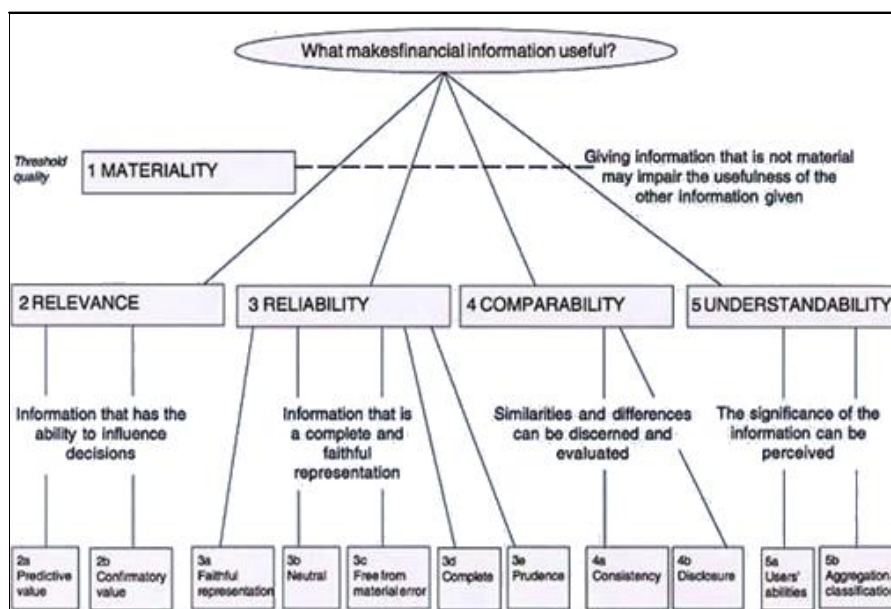 What makesfinancial information useful?
Threshold
quality
1 MATERIALITY
Giving information that is not material
may impair the usefulness of the
other information given
2 RELEVANCE
3 RELIABILITY
4 COMPARABILITY
5 UNDERSTANDABILITY
Information that has the
ability to influence
decisions
Information that is
a complete and
faithful
representation
Similarities and differences
can be discerned and
evaluated
The significance of the
information can be
perceived
2a
Predictive
value
2b
Confirmatory
value
3a
Faithful
representation
3b
Neutral
3c
Free from
material error
3d
Complete
3e
Prudence
4a
Consistency
4b
Disclosure
5a
Users'
abilities
5b
Aggregation
classification